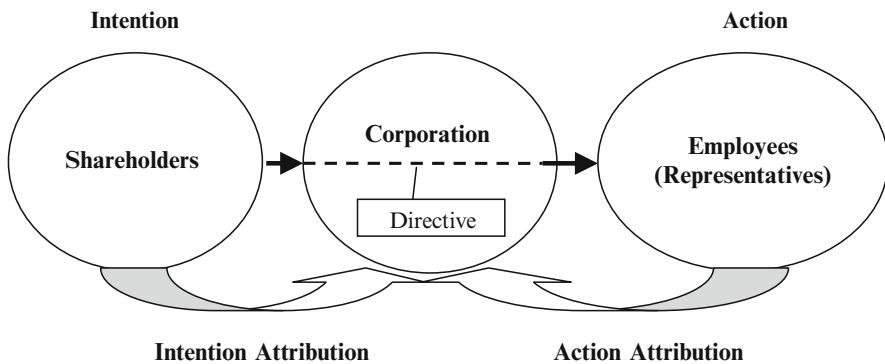 Intention
Action
Shareholders
Corporation
Directive
Employees
(Representatives)
Intention Attribution
Action Attribution